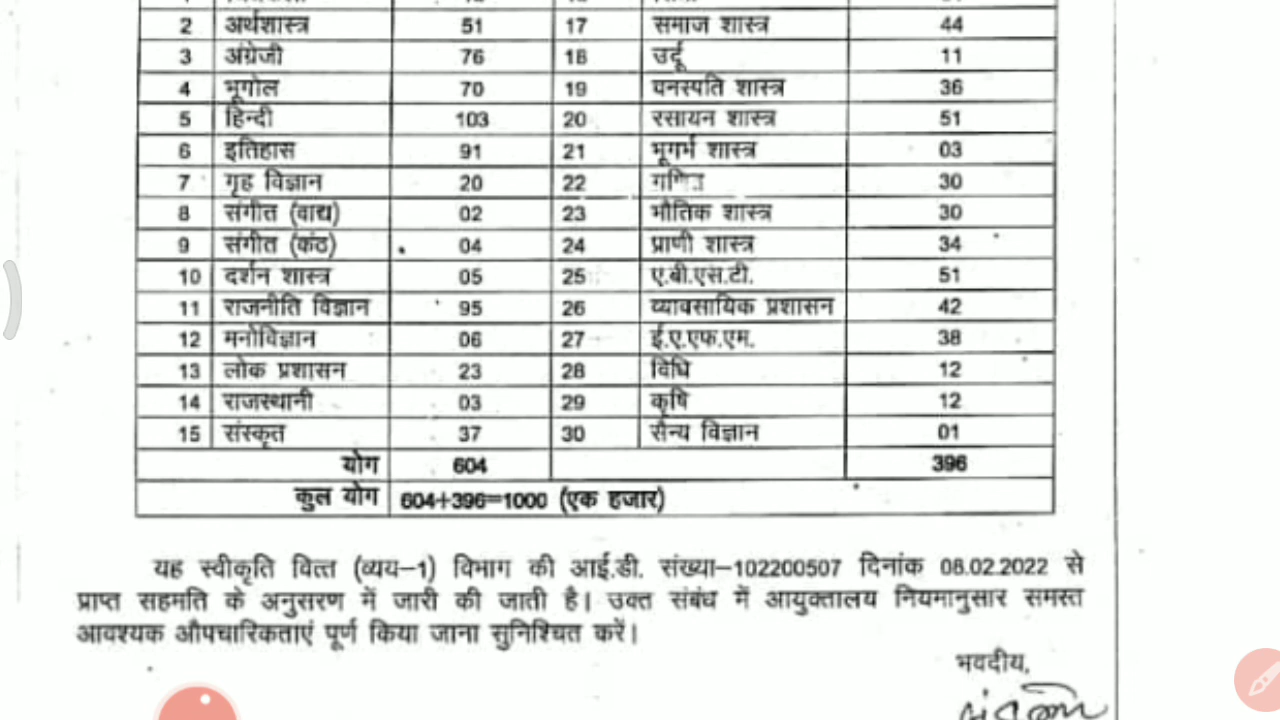 2 अर्थशास्त्र 51 17 समाज शास्त्र 44
3 अंग्रेजी 76 18 उर्दू 11
4 भूगोल 70 19 वनस्पति शास्त्र 36
5 हिन्दी 103 20 रसायन शास्त्र 51
6 इतिहास 91 21 भूगर्भ शास्त्र 03
7 गृह विज्ञान 20 22 गणित 30
8 संगीत (वाद्य) 02 23 भौतिक शास्त्र 30
9 संगीत (कंठ) 04 24 प्राणी शास्त्र 34
10 दर्शन शास्त्र 05 25 ए.बी.एस.टी. 51
11 राजनीति विज्ञान 95 26 व्यावसायिक प्रशासन 42
12 मनोविज्ञान 06 27 ई.ए.एफ.एम. 38
13 लोक प्रशासन 23 28 विधि 12
14 राजस्थानी 03 29 कृषि 12
15 संस्कृत 37 30 सैन्य विज्ञान 01
योग 604 396
कुल योग 604+396=1000 (एक हजार)
यह स्वीकृति वित्त (व्यय–1) विभाग की आई.डी. संख्या–102200507 दिनांक 08.02.2022 से
प्राप्त सहमति के अनुसरण में जारी की जाती है। उक्त संबंध में आयुक्तालय नियमानुसार समस्त
आवश्यक औपचारिकताएं पूर्ण किया जाना सुनिश्चित करें।
भवदीय,